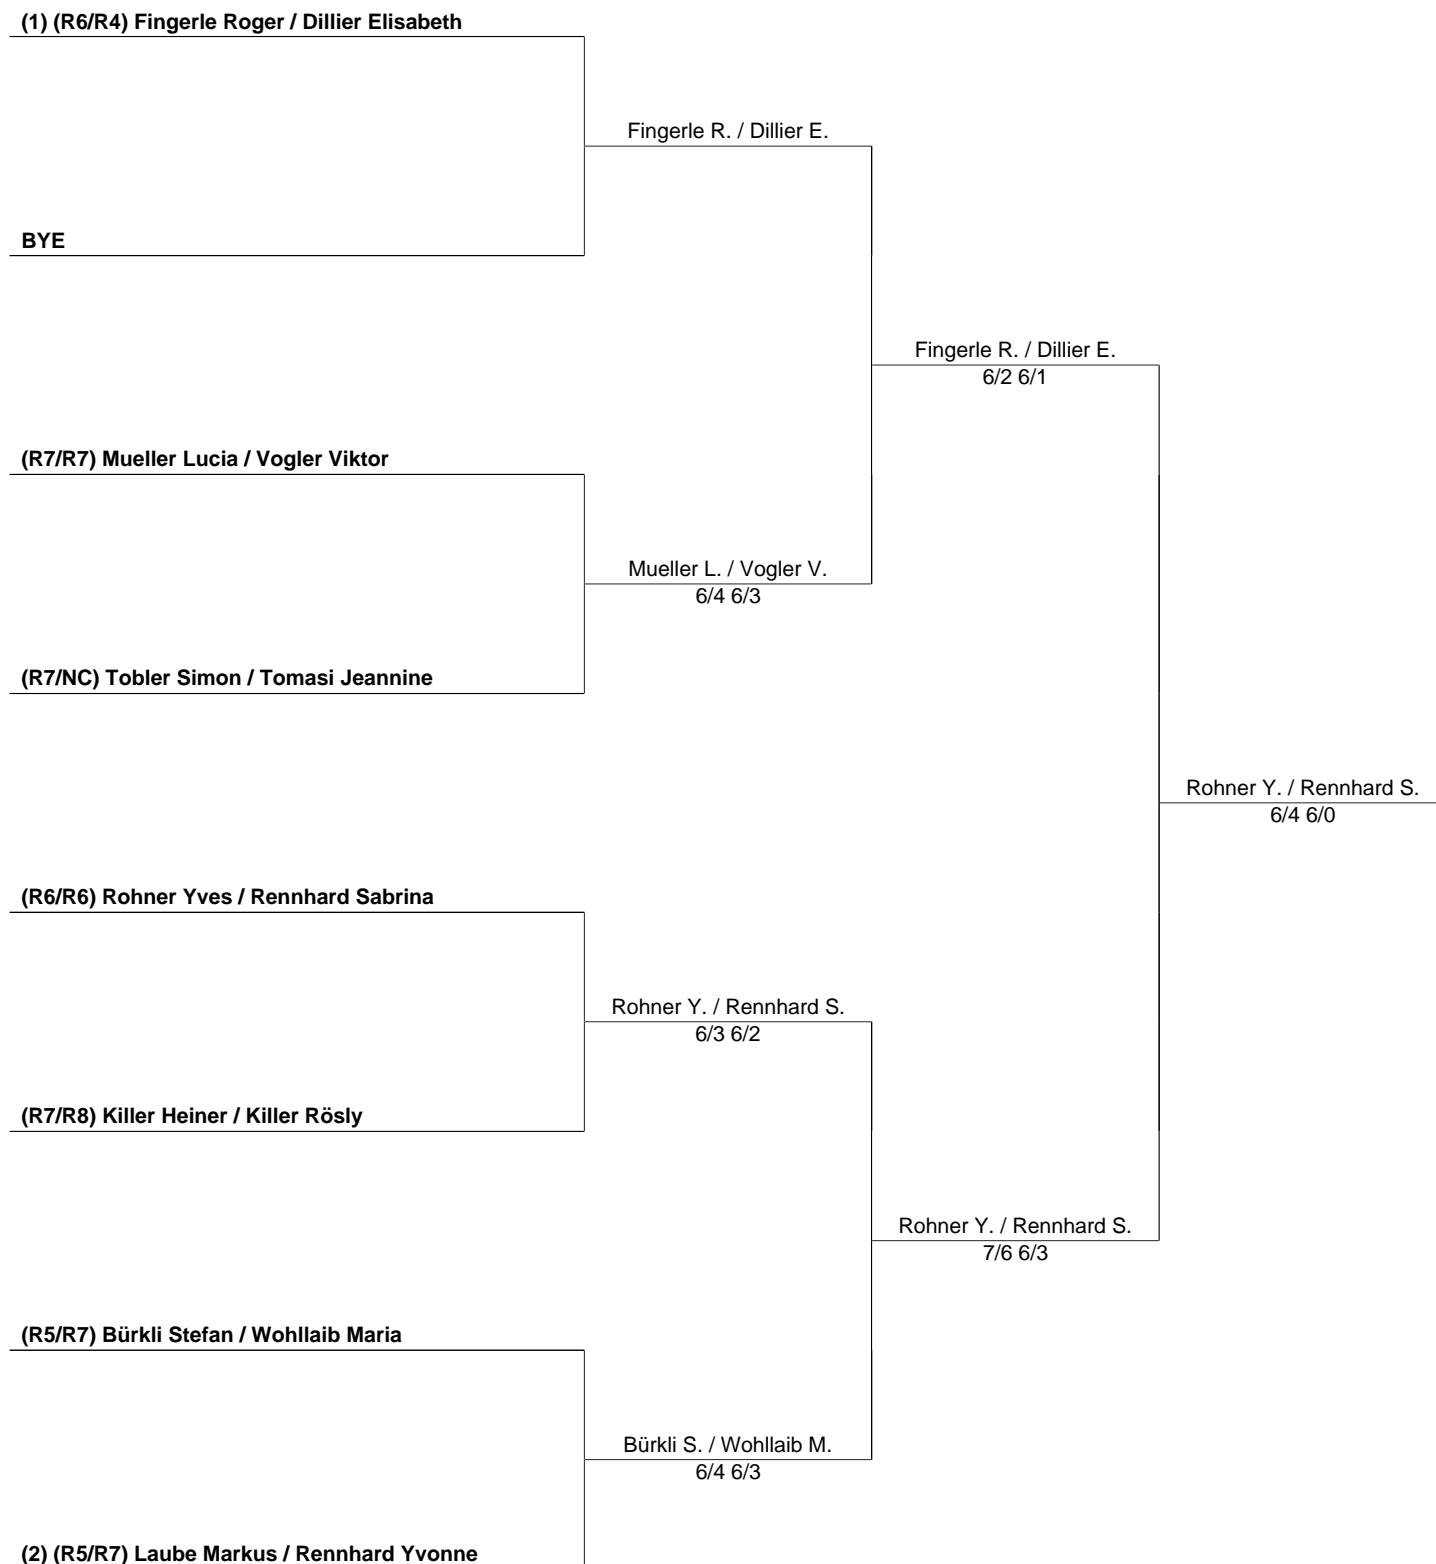 (1) (R6/R4) Fingerle Roger / Dillier Elisabeth
Fingerle R. / Dillier E.
BYE
Fingerle R. / Dillier E.
6/2 6/1
(R7/R7) Mueller Lucia / Vogler Viktor
Mueller L. / Vogler V.
6/4 6/3
(R7/NC) Tobler Simon / Tomasi Jeannine
Rohner Y. / Rennhard S.
6/4 6/0
(R6/R6) Rohner Yves / Rennhard Sabrina
Rohner Y. / Rennhard S.
6/3 6/2
(R7/R8) Killer Heiner / Killer Rösly
Rohner Y. / Rennhard S.
7/6 6/3
(R5/R7) Bürkli Stefan / Wohllaib Maria
Bürkli S. / Wohllaib M.
6/4 6/3
(2) (R5/R7) Laube Markus / Rennhard Yvonne